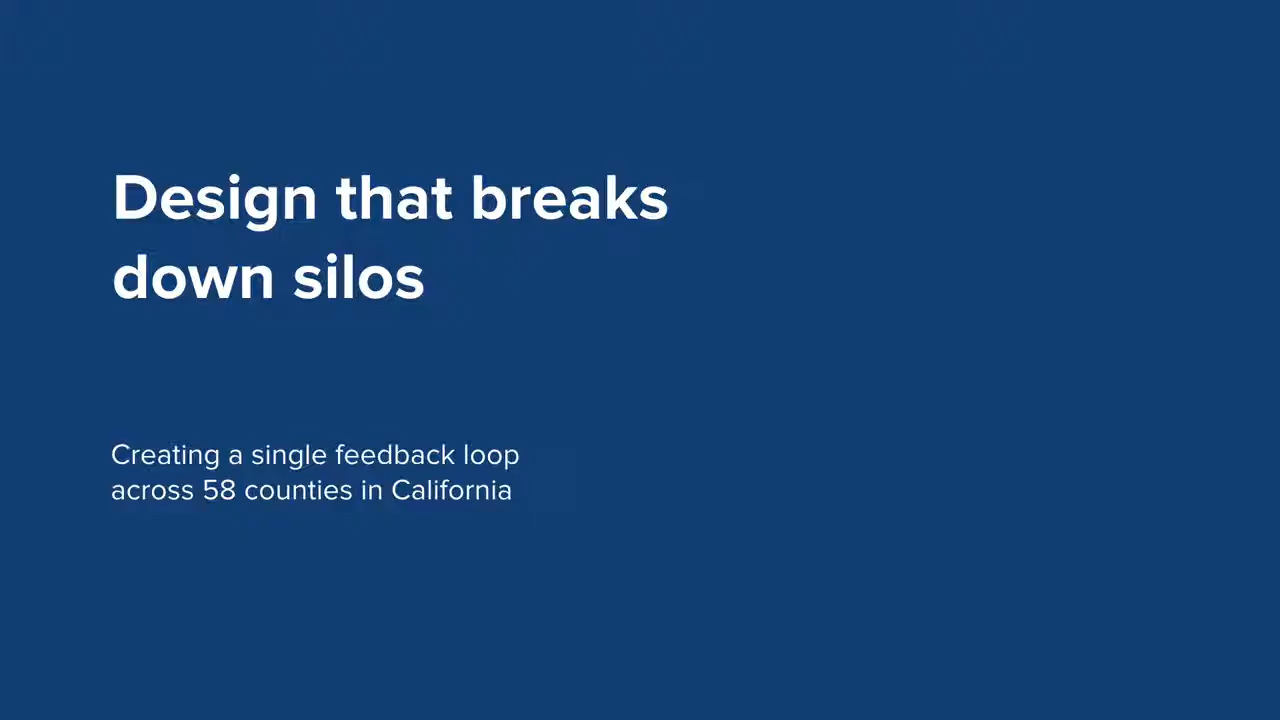 Design that breaks
down silos
Creating a single feedback loop
across 58 counties in California